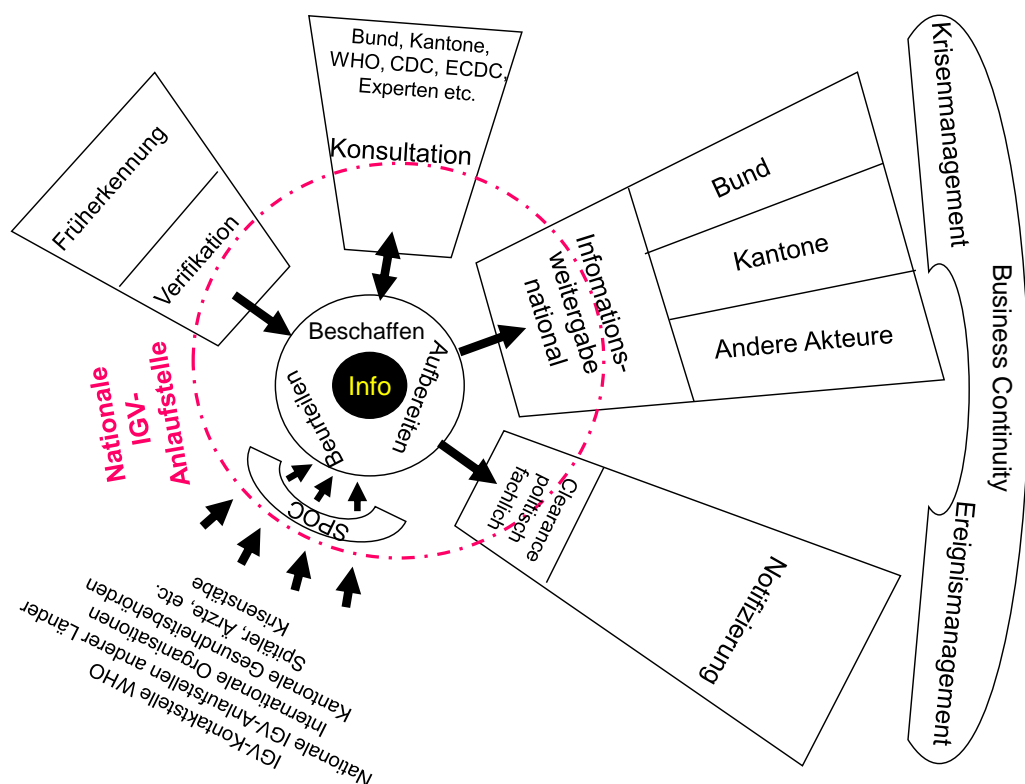 Bund, Kantone,
WHO, CDC, ECDC,
Experten etc.
Konsultation
Früherkennung
Verifikation
Beschaffen
Aufbereiten
Beurteilen
Info
SPOC
Nationale
IGV-
Anlaufstelle
Infomations-
weitergabe
national
Bund
Kantone
Andere Akteure
Clearance
politisch
fachlich
Notifizierung
Krisenmanagement
Business Continuity
Ereignismanagement
IGV-Kontaktstelle WHO
Nationale IGV-Anlaufstellen anderer Länder
Internationale Organisationen
Kantonale Gesundheitsbehörden
Spitäler, Ärzte, etc.
Krisenstäbe